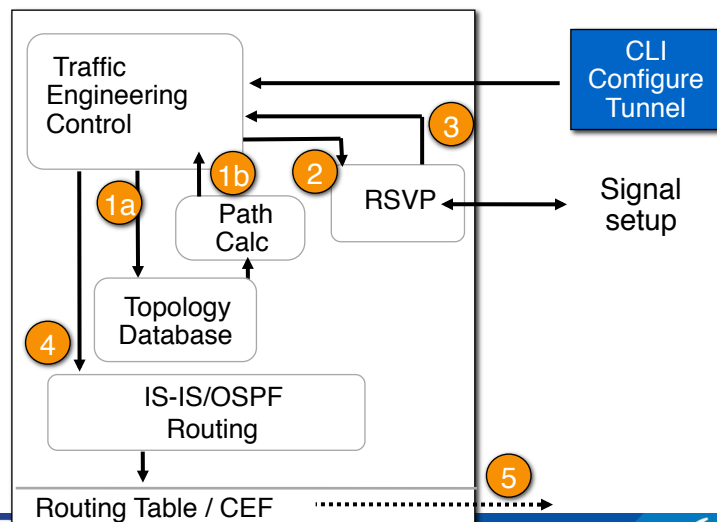 Traffic
Engineering
Control
CLI
Configure
Tunnel
3
1b
2
1a
RSVP
Signal
setup
Path
Calc
Topology
Database
4
IS-IS/OSPF
Routing
5
Routing Table / CEF